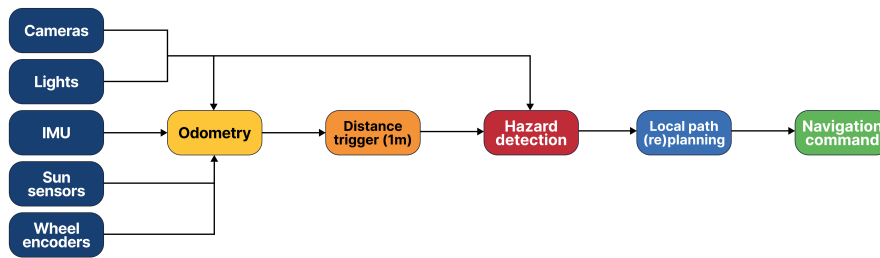 Cameras
Lights
IMU
Sun
sensors
Wheel
encoders
Odometry
Distance
trigger (1m)
Hazard
detection
Local path
(re)planning
Navigation
command